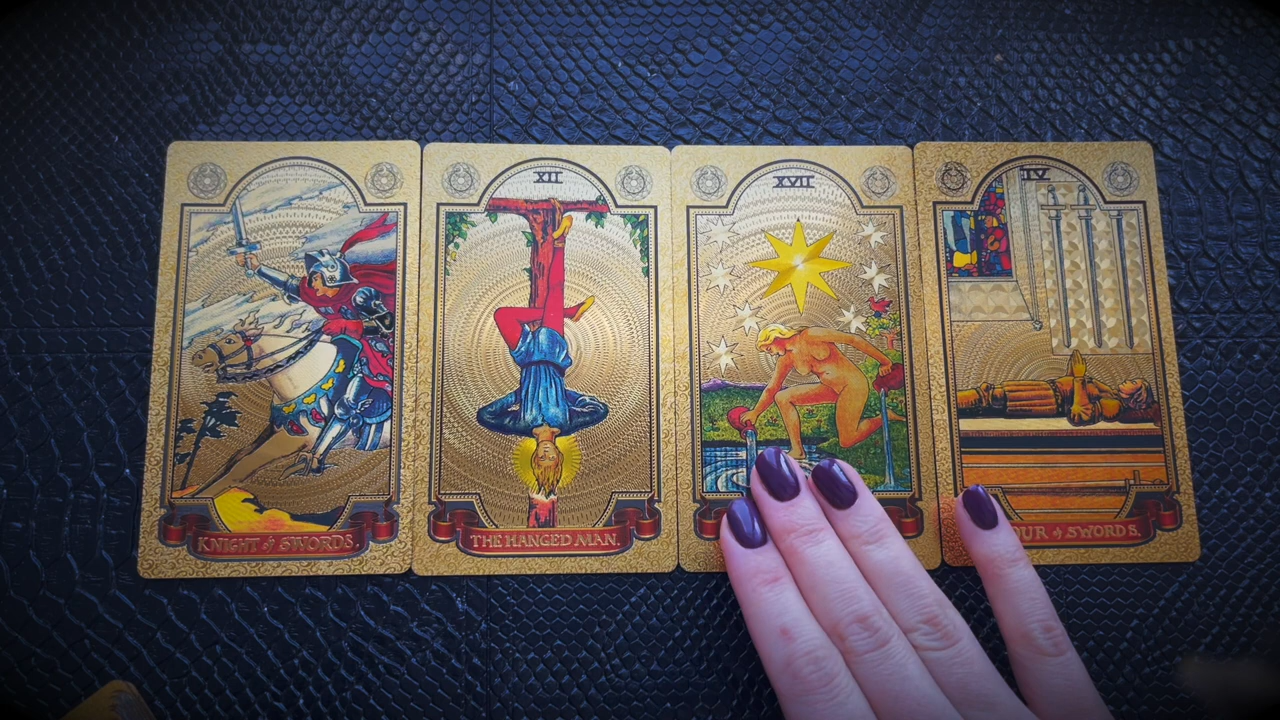 KNIGHT of SWORDS.
XII
THE HANGED MAN.
XVII
IV
OUR of SWORDS.